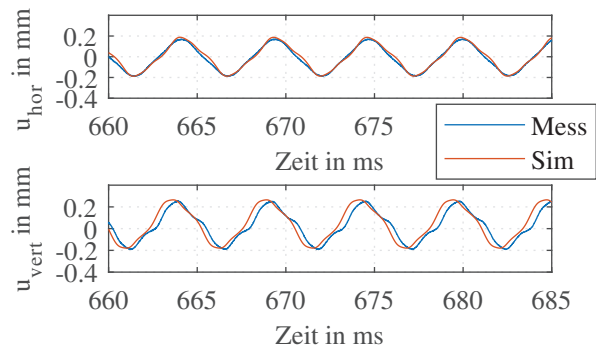 u_hor in mm
0.2
0
-0.2
-0.4
660 665 670 675
Zeit in ms
Mess
Sim
u_vert in mm
0.2
0
-0.2
-0.4
660 665 670 675 680 685
Zeit in ms